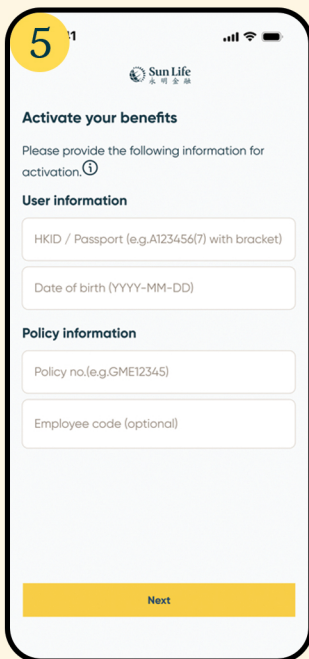 5
Sun Life
永明金融
Activate your benefits
Please provide the following information for
activation.
User information
HKID / Passport (e.g.A123456(7) with bracket)
Date of birth (YYYY-MM-DD)
Policy information
Policy no.(e.g.GME12345)
Employee code (optional)
Next